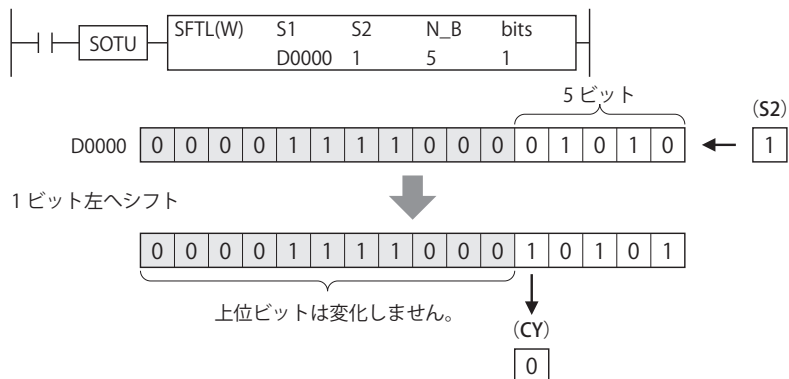 SOTU SFTL(W) S1 S2 N_B bits
D0000 1 5 1
5 ビット
(S2)
D0000 0 0 0 0 1 1 1 1 0 0 0 0 1 0 1 0 1
1 ビット左へシフト
0 0 0 0 1 1 1 1 0 0 0 1 0 1 0 1
上位ビットは変化しません。
(CY)
0